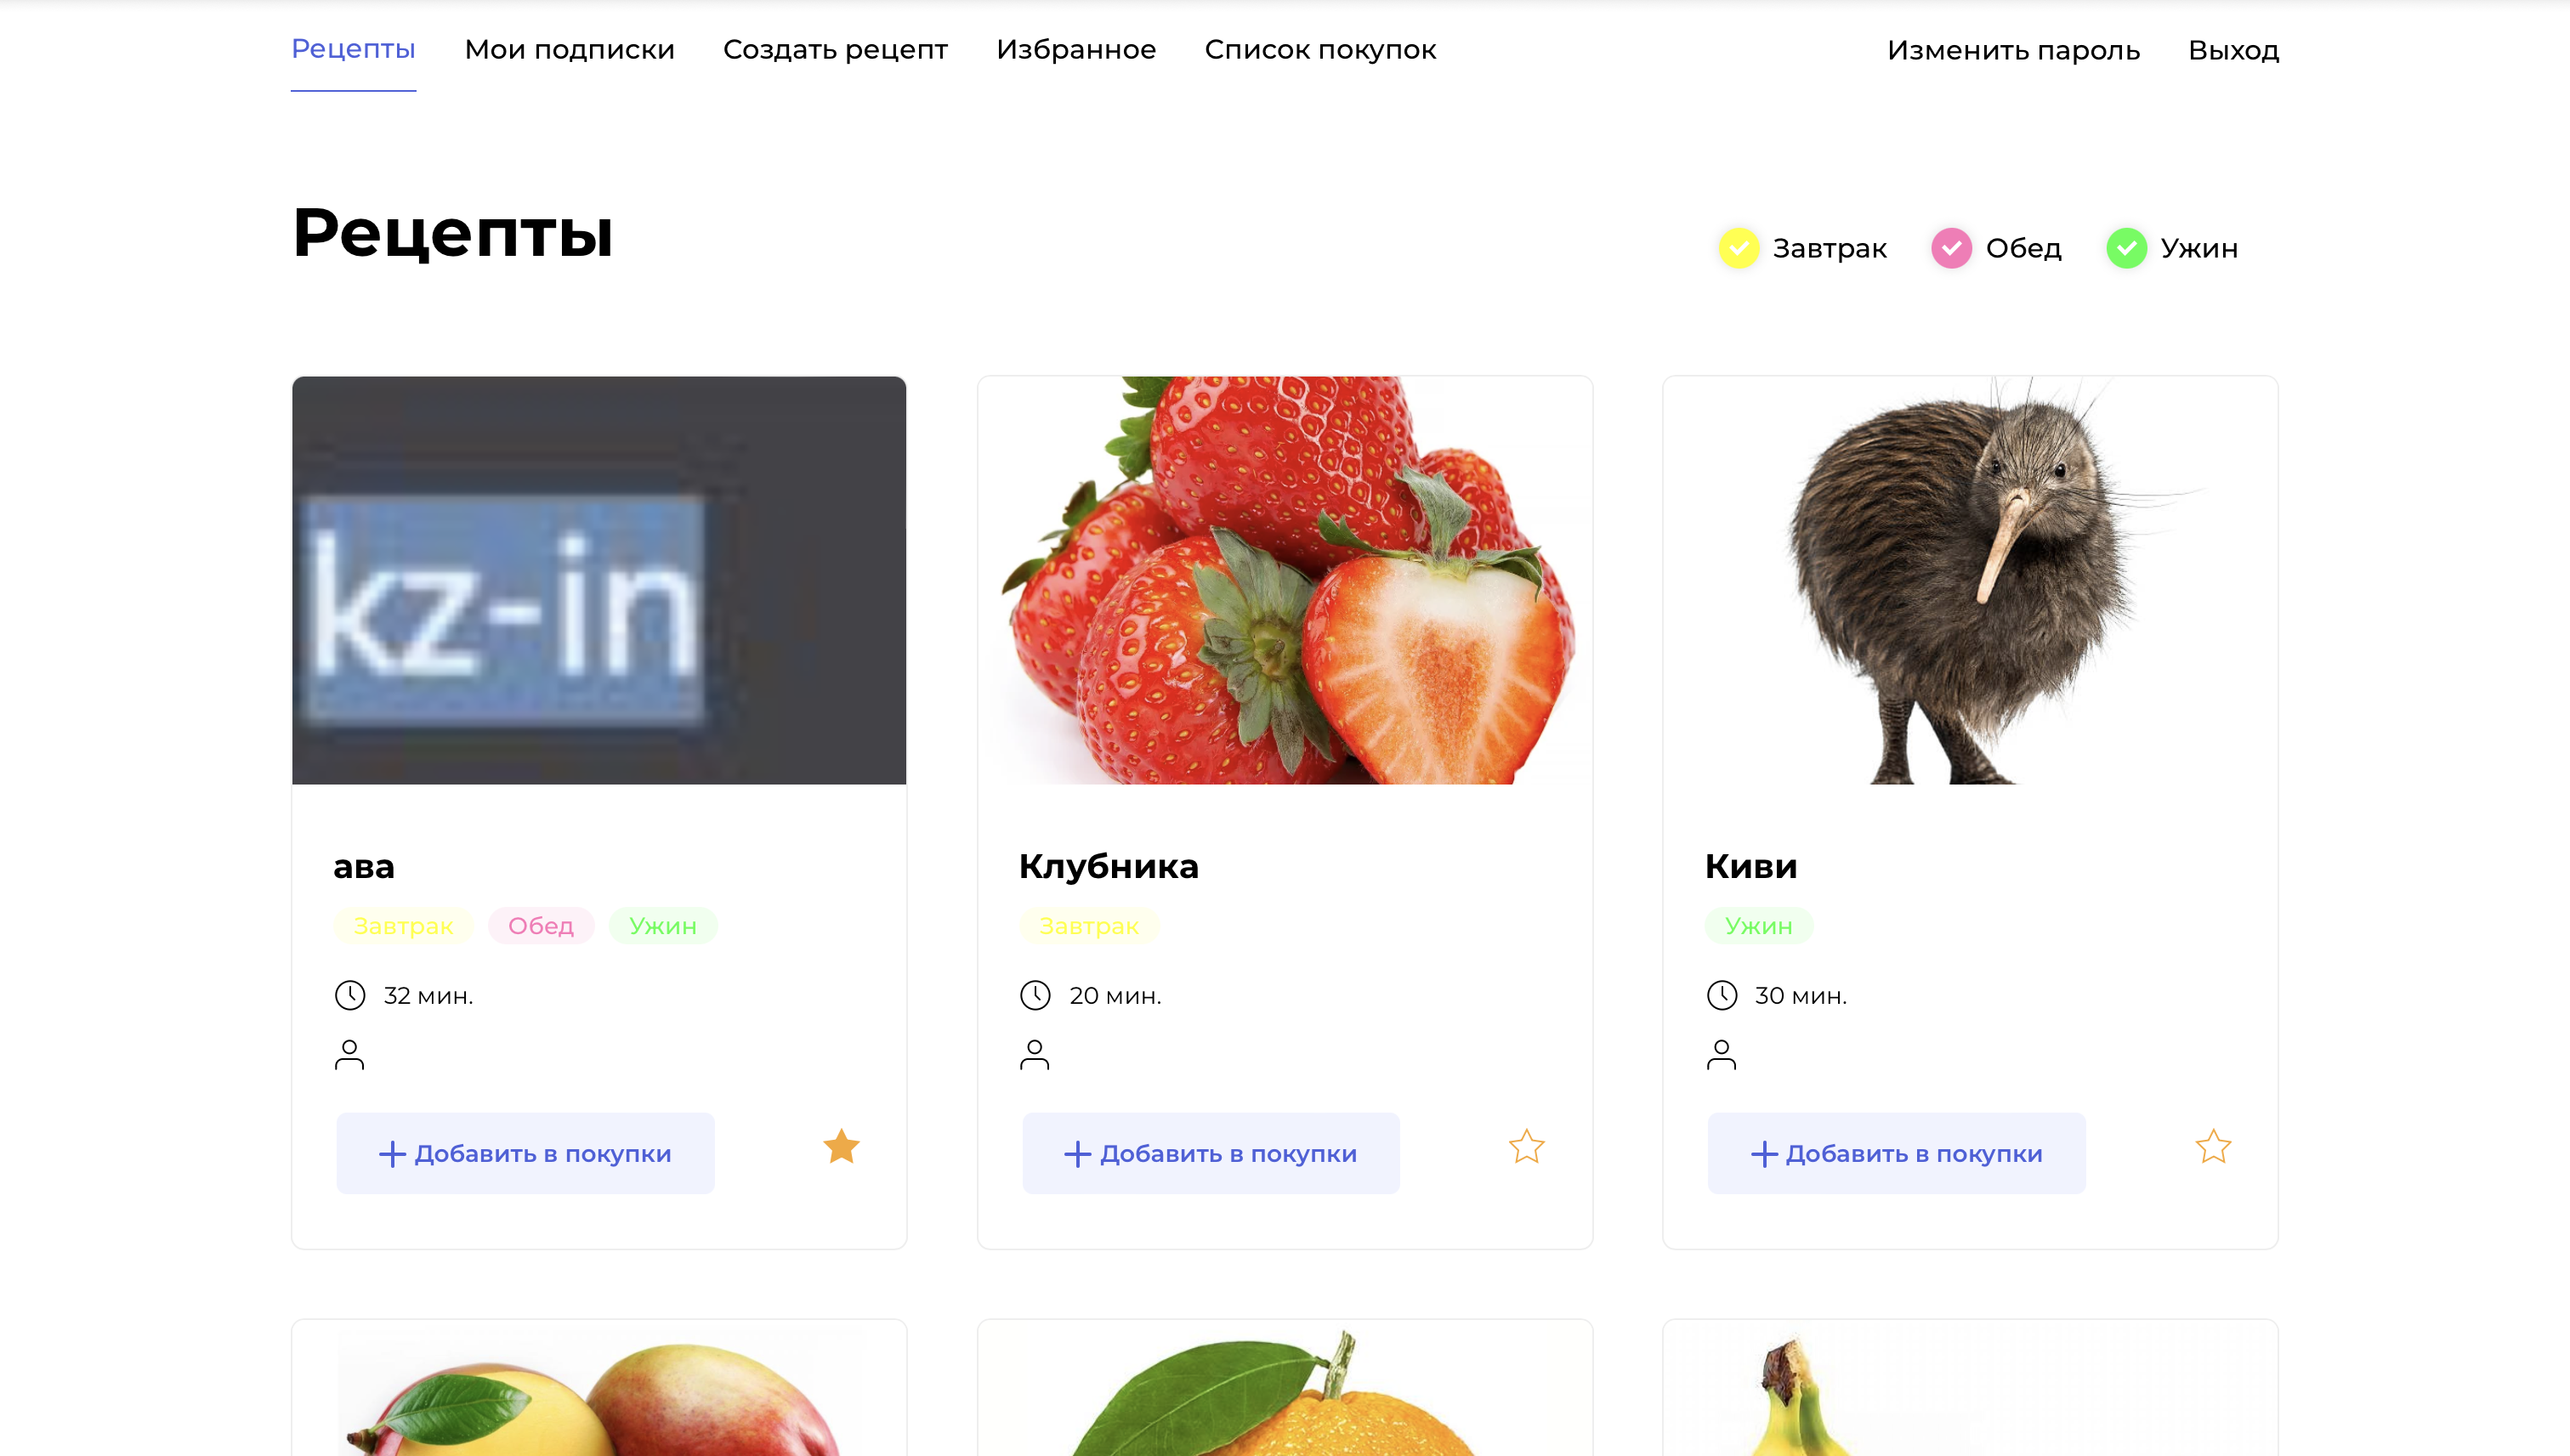 Рецепты Мои подписки Создать рецепт Избранное Список покупок Изменить пароль Выход
Рецепты
Завтрак Обед Ужин
kz-in
ава
Завтрак Обед Ужин
32 мин.
Добавить в покупки
Клубника
Завтрак
20 мин.
Добавить в покупки
Киви
Ужин
30 мин.
Добавить в покупки